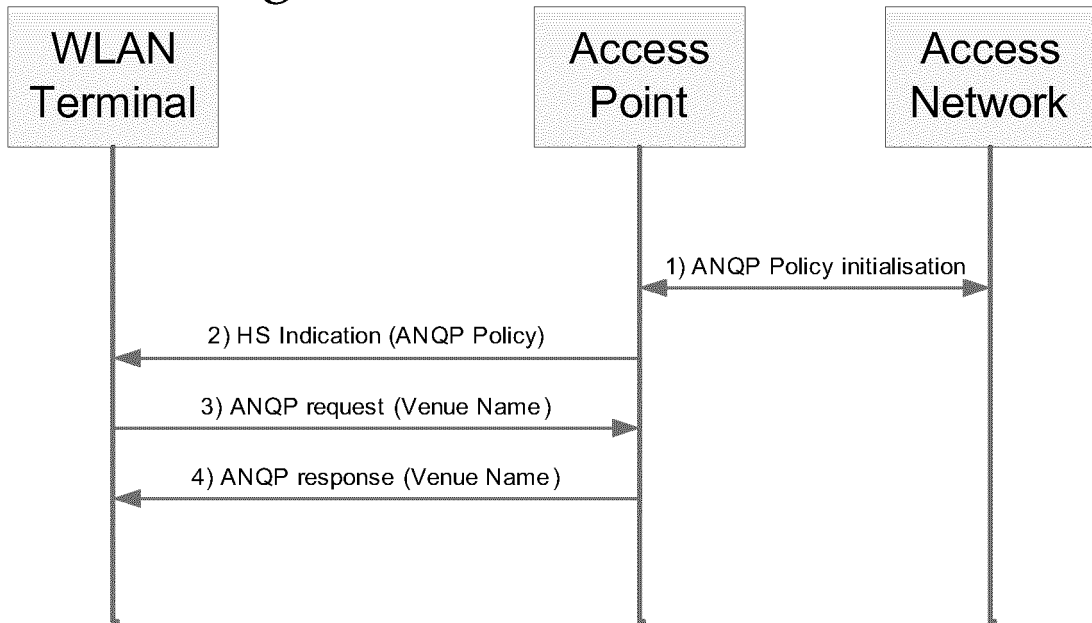 WLAN
Terminal
Access
Point
Access
Network
1) ANQP Policy initialisation
2) HS Indication (ANQP Policy)
3) ANQP request (Venue Name)
4) ANQP response (Venue Name)